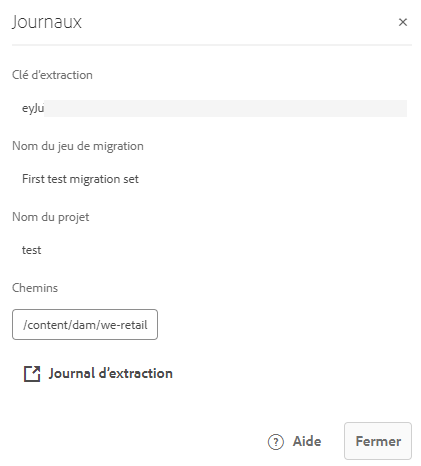 Journaux
Clé d'extraction
eyJu
Nom du jeu de migration
First test migration set
Nom du projet
test
Chemins
/content/dam/we-retail
Journal d'extraction
Aide
Fermer